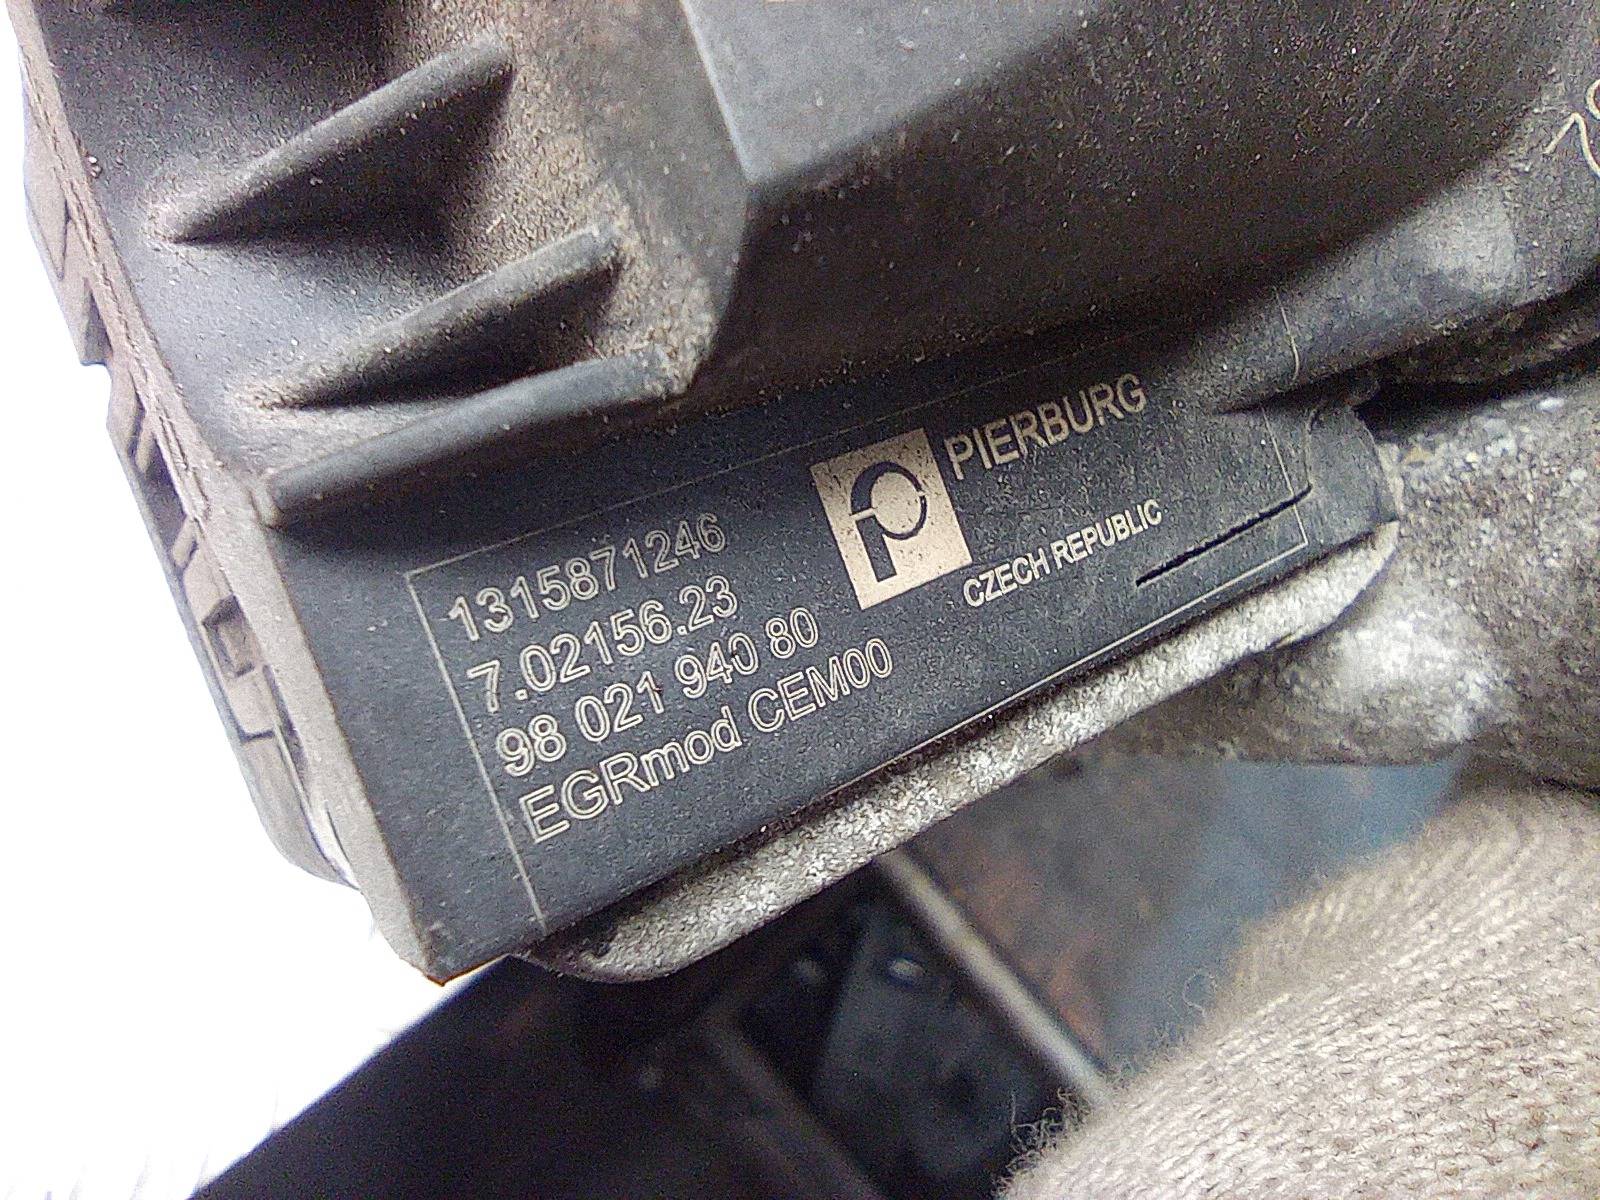 1315871246
7.02156.23
98 021 940 80
EGRmod CEM00
PIERBURG
CZECH REPUBLIC